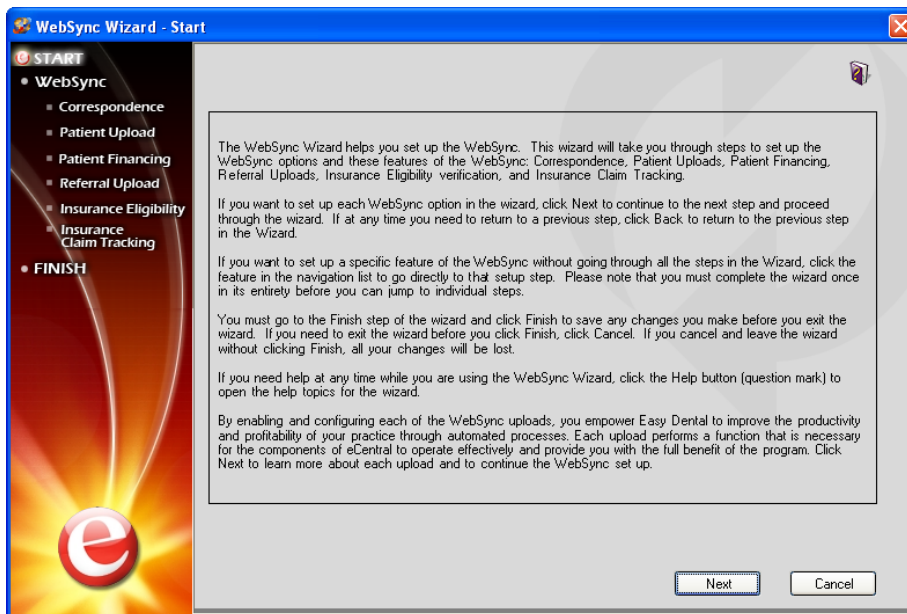 WebSync Wizard - Start
START
WebSync
Correspondence
Patient Upload
Patient Financing
Referral Upload
Insurance Eligibility
Insurance
Claim Tracking
FINISH
The WebSync Wizard helps you set up the WebSync. This wizard will take you through steps to set up the
WebSync options and these features of the WebSync: Correspondence, Patient Uploads, Patient Financing,
Referral Uploads, Insurance Eligibility verification, and Insurance Claim Tracking.
If you want to set up each WebSync option in the wizard, click Next to continue to the next step and proceed
through the wizard. If at any time you need to return to a previous step, click Back to return to the previous step
in the Wizard.
If you want to set up a specific feature of the WebSync without going through all the steps in the Wizard, click the
feature in the navigation list to go directly to that setup step. Please note that you must complete the wizard once
in its entirety before you can jump to individual steps.
You must go to the Finish step of the wizard and click Finish to save any changes you make before you exit the
wizard. If you need to exit the wizard before you click Finish, click Cancel. If you cancel and leave the wizard
without clicking Finish, all your changes will be lost.
If you need help at any time while you are using the WebSync Wizard, click the Help button (question mark) to
open the help topics for the wizard.
By enabling and configuring each of the WebSync uploads, you empower Easy Dental to improve the productivity
and profitability of your practice through automated processes. Each upload performs a function that is necessary
for the components of eCentral to operate effectively and provide you with the full benefit of the program. Click
Next to learn more about each upload and to continue the WebSync set up.
e
Next
Cancel